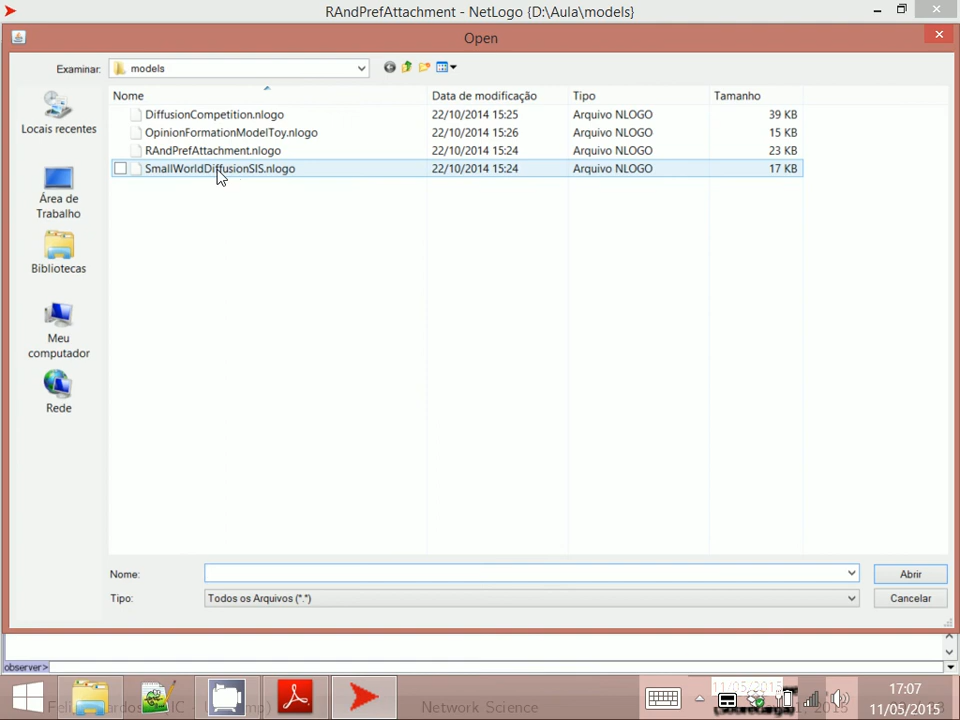 RAndPrefAttachment - NetLogo {D:\Aula\models}
Open
Examinar: models
Nome Data de modificação Tipo Tamanho
DiffusionCompetition.nlogo 22/10/2014 15:25 Arquivo NLOGO 39 KB
OpinionFormationModelToy.nlogo 22/10/2014 15:26 Arquivo NLOGO 15 KB
RAndPrefAttachment.nlogo 22/10/2014 15:24 Arquivo NLOGO 23 KB
SmallWorldDiffusionSIS.nlogo 22/10/2014 15:24 Arquivo NLOGO 17 KB
Locais recentes
Área de
Trabalho
Bibliotecas
Meu
computador
Rede
Nome: Abrir
Tipo: Todos os Arquivos (*.*) Cancelar
observer>
11/05/2015
17:07
Network Science
11/05/2015